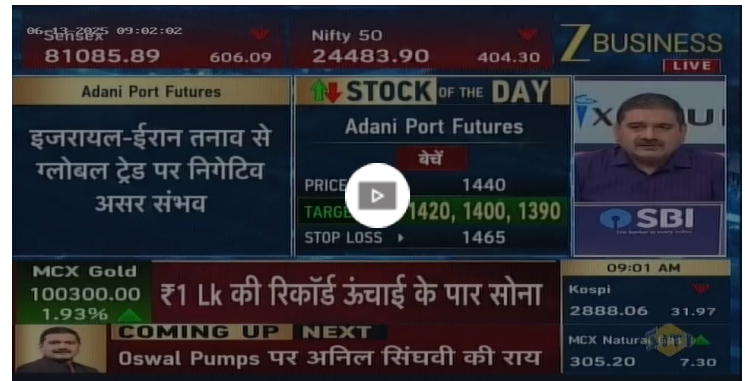 06-13-2025 09:02:02
Sensex
81085.89 606.09
Nifty 50
24483.90 404.30
Z BUSINESS
LIVE
Adani Port Futures
इजरायल-ईरान तनाव से
ग्लोबल ट्रेड पर निगेटिव
असर संभव
STOCK OF THE DAY
Adani Port Futures
बेचें
PRICE 1440
1420, 1400, 1390
STOP LOSS 1465
SBI
MCX Gold
100300.00
1.93%
₹1 Lk की रिकॉर्ड ऊंचाई के पार सोना
COMING UP NEXT
Oswal Pumps पर अनिल सिंघवी की राय
09:01 AM
Kospi
2888.06 31.97
MCX Natural
305.20 7.30